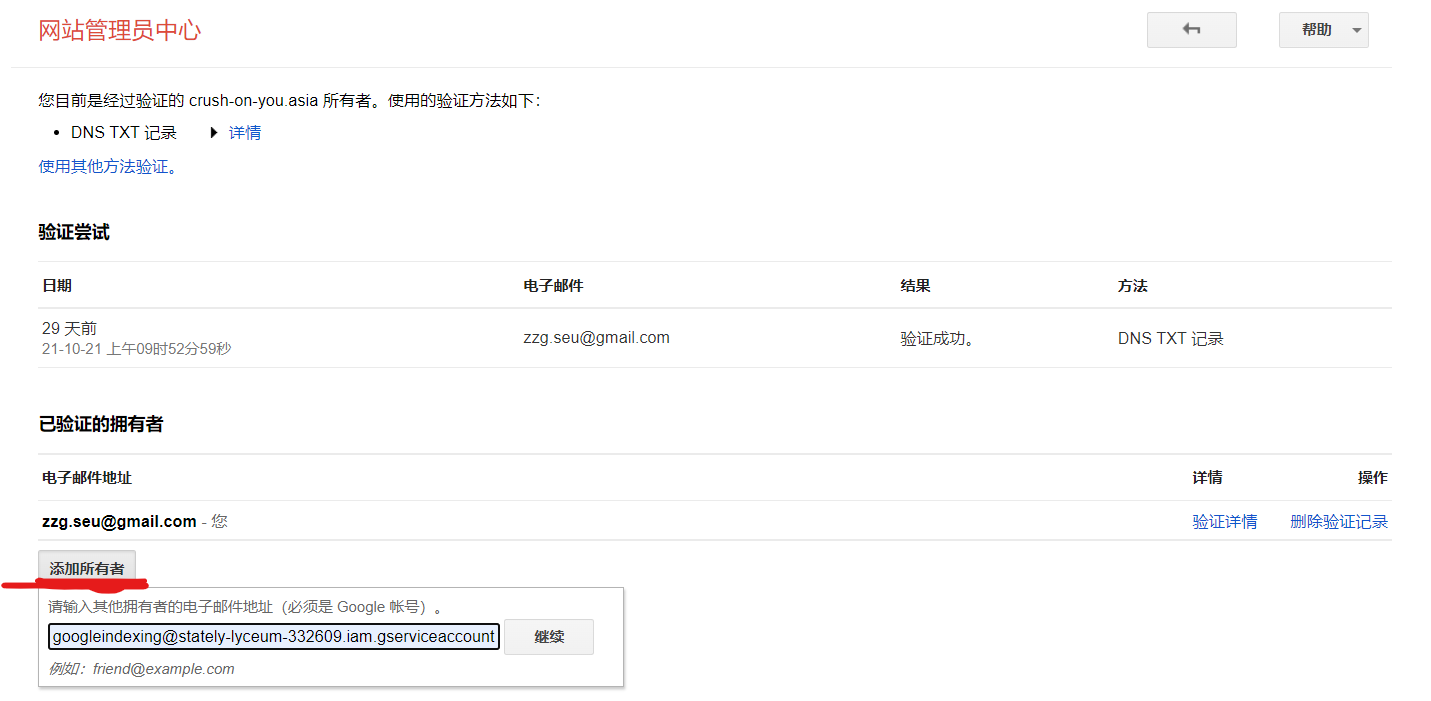 网站管理员中心
帮助
您目前是经过验证的 crush-on-you.asia 所有者。使用的验证方法如下：
• DNS TXT 记录 详情
使用其他方法验证。
验证尝试
日期 电子邮件 结果 方法
29 天前
21-10-21 上午09时52分59秒
zzg.seu@gmail.com 验证成功。 DNS TXT 记录
已验证的拥有者
电子邮件地址 详情 操作
zzg.seu@gmail.com - 您 验证详情 删除验证记录
添加所有者
请输入其他拥有者的电子邮件地址（必须是 Google 帐号）。
googleindexing@stately-lyceum-332609.iam.gserviceaccount 继续
例如：friend@example.com